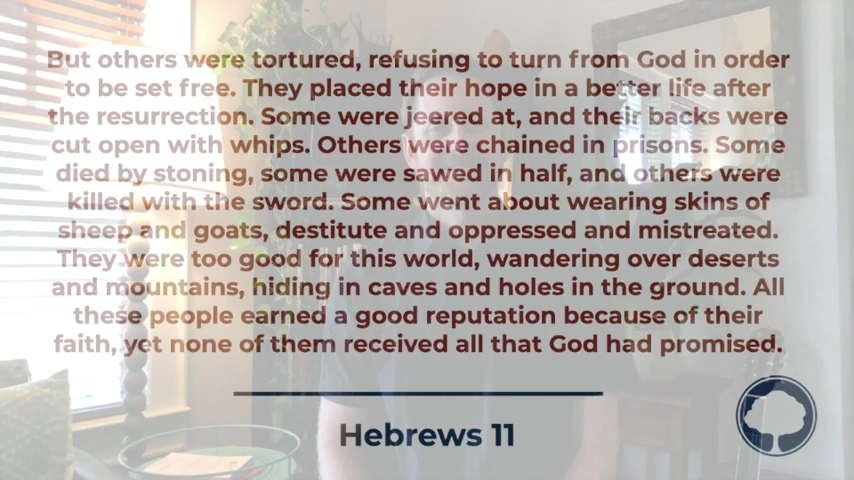 But others were tortured, refusing to turn from God in order
to be set free. They placed their hope in a better life after
the resurrection. Some were jeered at, and their backs were
cut open with whips. Others were chained in prisons. Some
died by stoning, some were sawed in half, and others were
killed with the sword. Some went about wearing skins of
sheep and goats, destitute and oppressed and mistreated.
They were too good for this world, wandering over deserts
and mountains, hiding in caves and holes in the ground. All
these people earned a good reputation because of their
faith, yet none of them received all that God had promised.
Hebrews 11